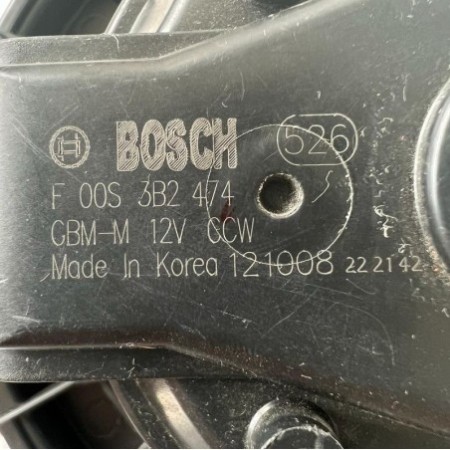 BOSCH 526
F 00S 3B2 474
GBM-M 12V CCW
Made In Korea 121008 22 21 42